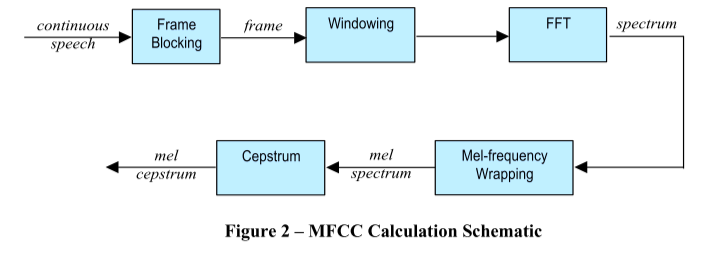 continuous
speech
Frame
Blocking
frame
Windowing
FFT
spectrum
mel
cepstrum
Cepstrum
mel
spectrum
Mel-frequency
Wrapping
Figure 2 – MFCC Calculation Schematic